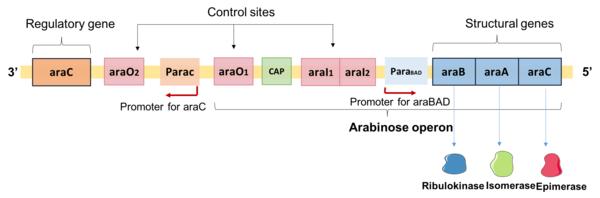 Regulatory gene
Control sites
Structural genes
3’ araC araO2 Parac araO1 CAP araI1 araI2 ParaBAD araB araA araC 5’
Promoter for araC
Promoter for araBAD
Arabinose operon
Ribulokinase Isomerase Epimerase